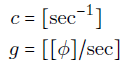 c = [sec⁻¹]
g = [[ϕ]/sec]